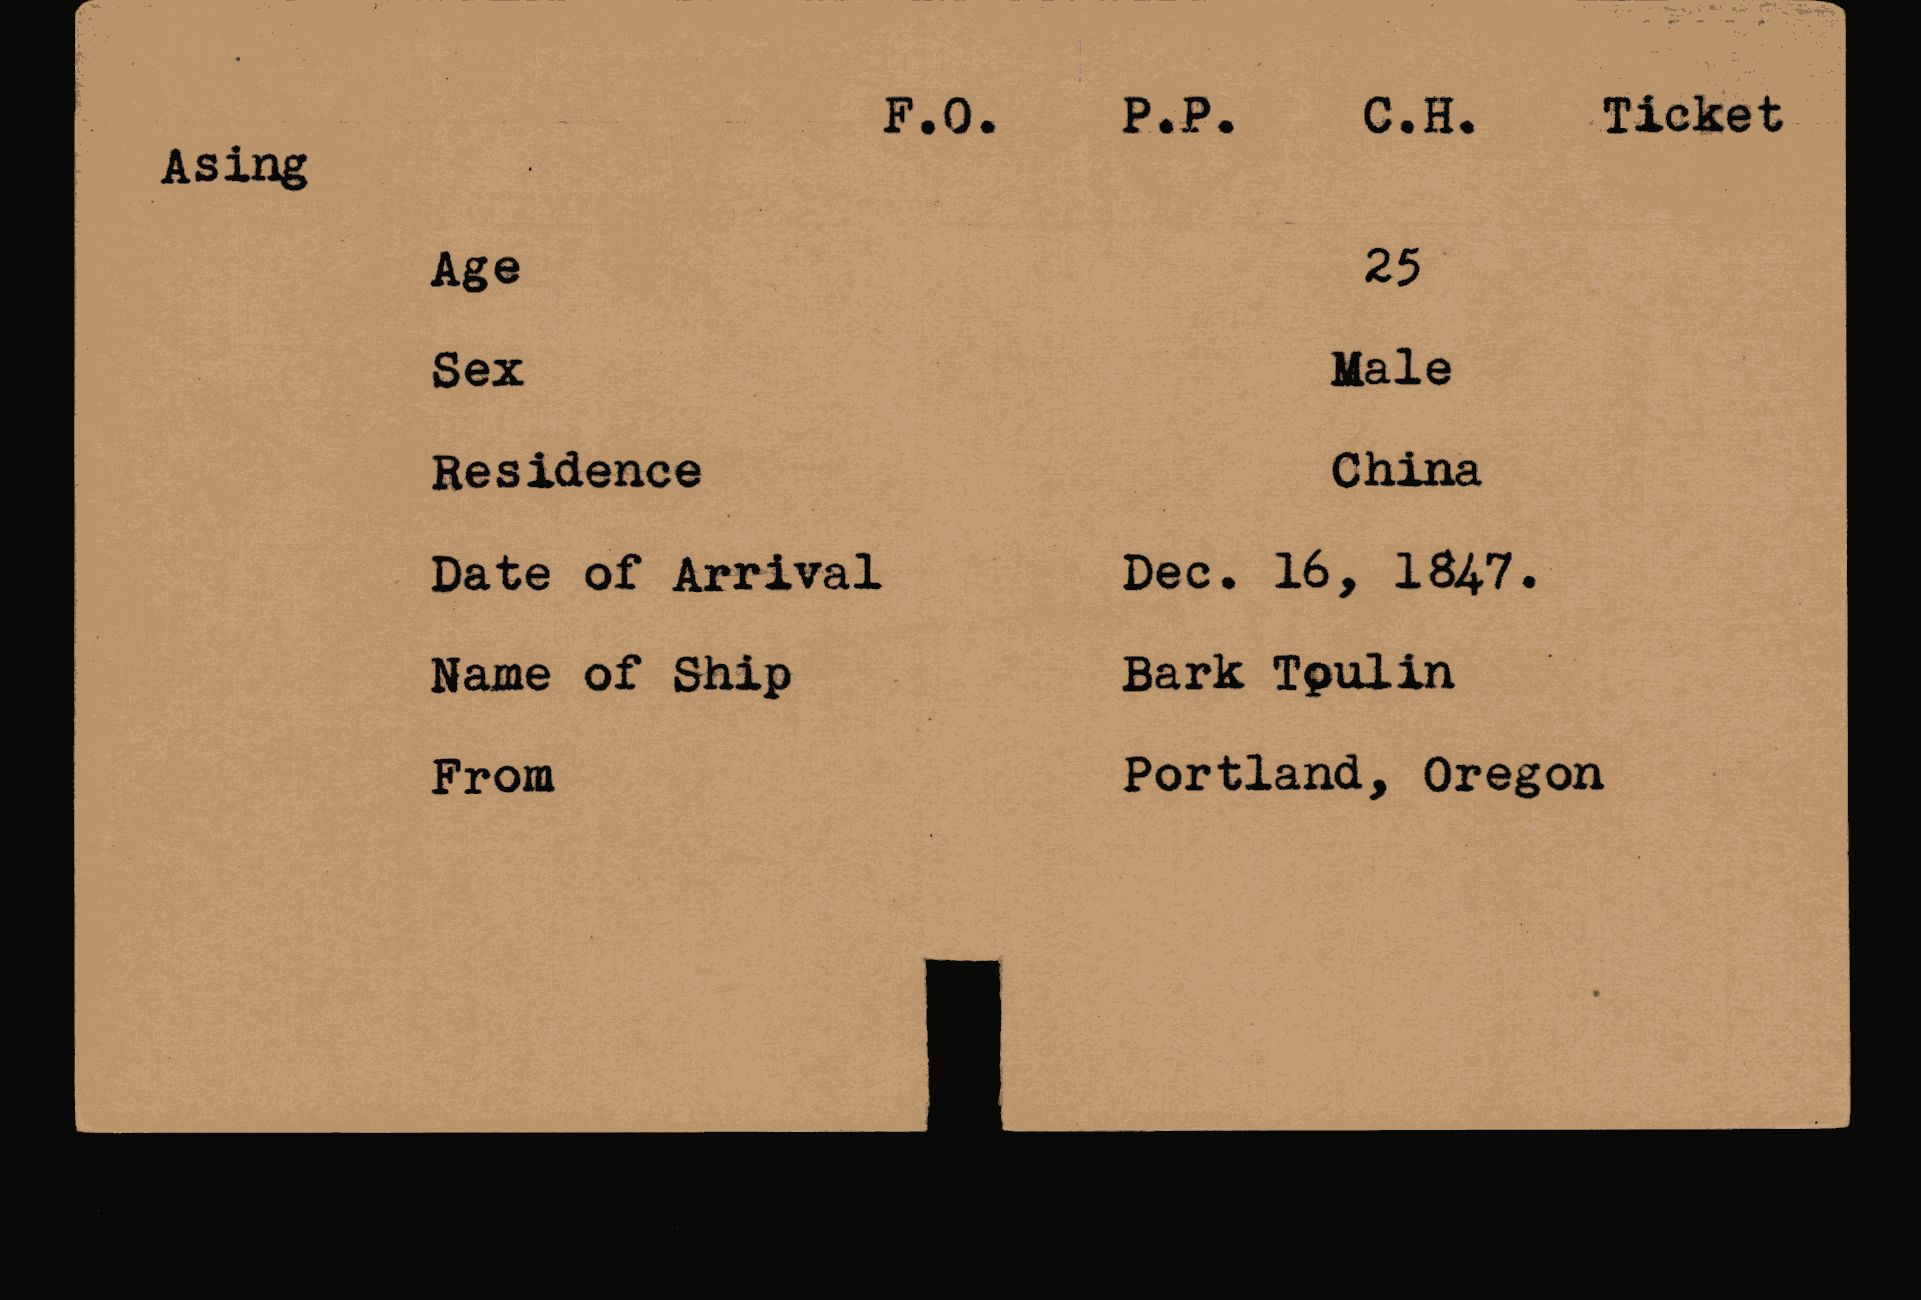 F.O. P.P. C.H. Ticket
Asing
Age 25
Sex Male
Residence China
Date of Arrival Dec. 16, 1847.
Name of Ship Bark Toulin
From Portland, Oregon